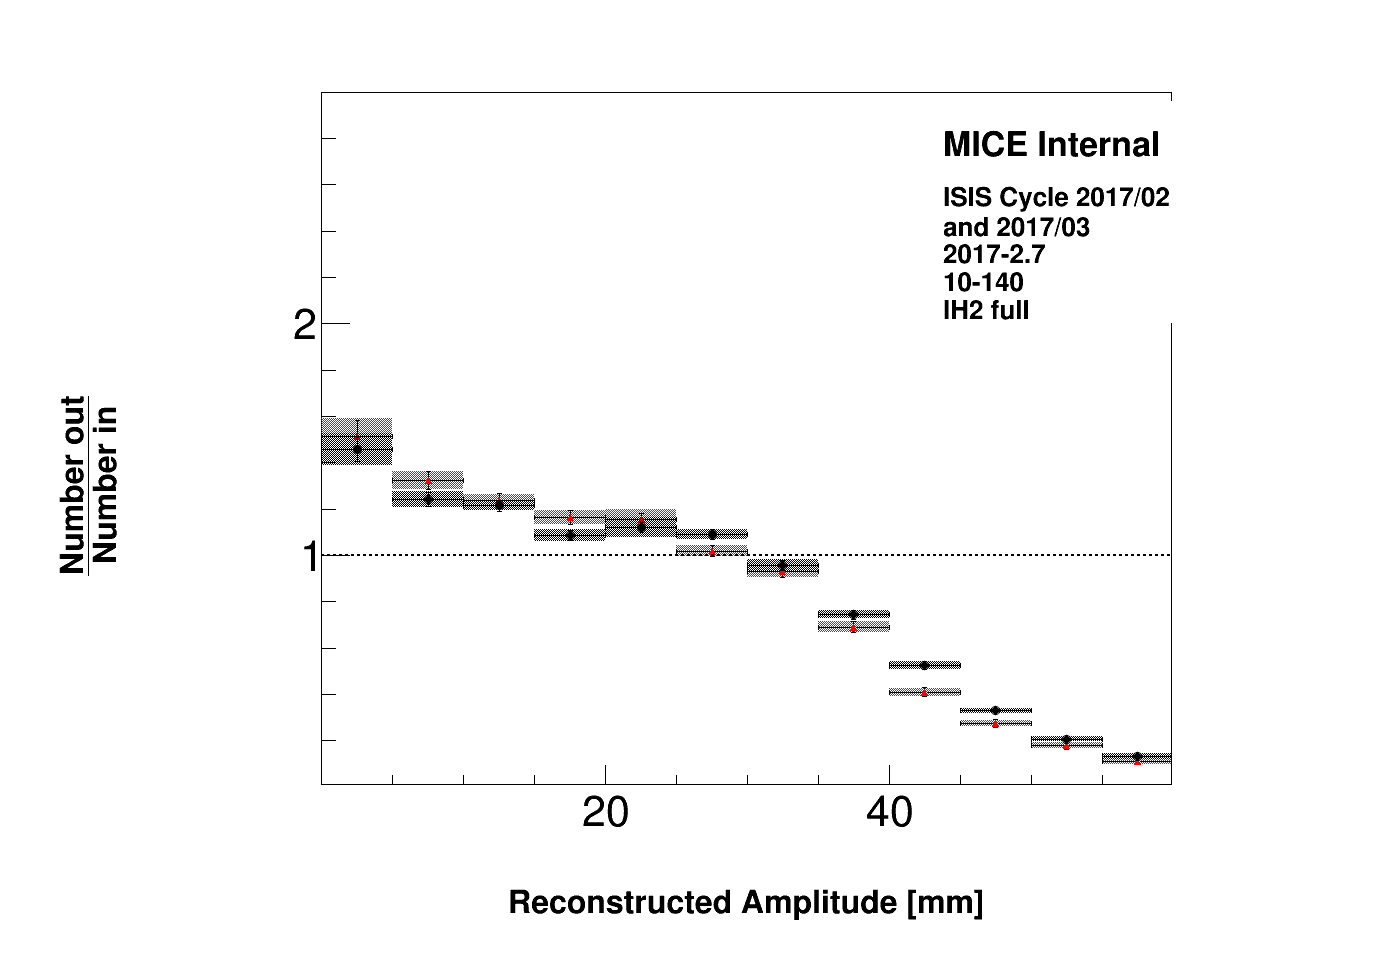 MICE Internal
ISIS Cycle 2017/02
and 2017/03
2017-2.7
10-140
IH2 full
2
1
Number out
Number in
20 40
Reconstructed Amplitude [mm]